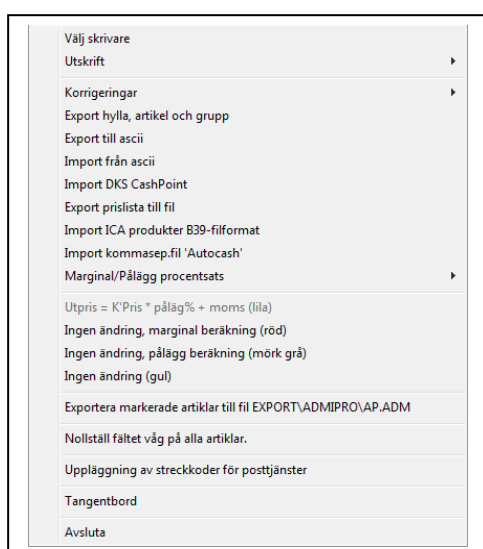 Välj skrivare
Utskrift
Korrigeringar
Export hylla, artikel och grupp
Export till ascii
Import från ascii
Import DKS CashPoint
Export prislista till fil
Import ICA produkter B39-filformat
Import kommasep.fil 'Autocash'
Marginal/Pålägg procentsats
Utpris = K'Pris * påläg% + moms (lila)
Ingen ändring, marginal beräkning (röd)
Ingen ändring, pålägg beräkning (mörk grå)
Ingen ändring (gul)
Exportera markerade artiklar till fil EXPORT\ADMIPRO\AP.ADM
Nollställ fältet våg på alla artiklar.
Uppläggning av streckkoder för posttjänster
Tangentbord
Avsluta